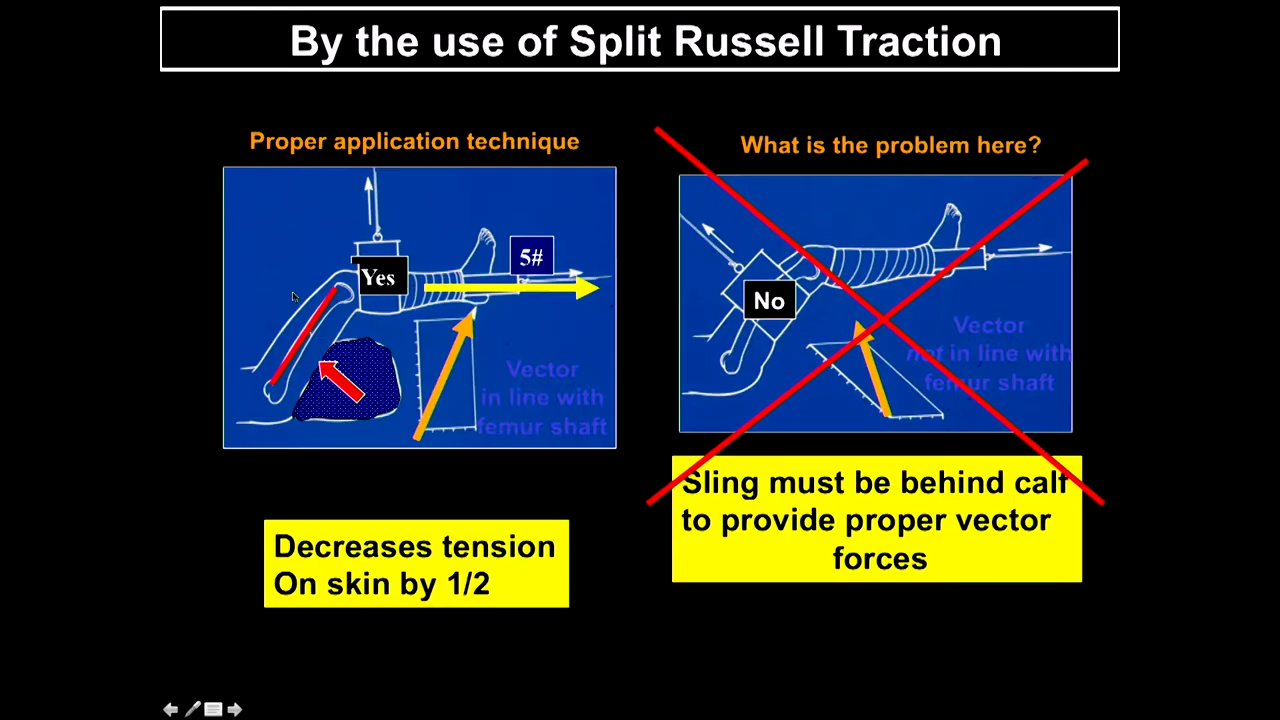 By the use of Split Russell Traction
Proper application technique
Yes
5#
Vector
in line with
femur shaft
Decreases tension
On skin by 1/2
What is the problem here?
No
Vector
not in line with
femur shaft
Sling must be behind calf
to provide proper vector
forces